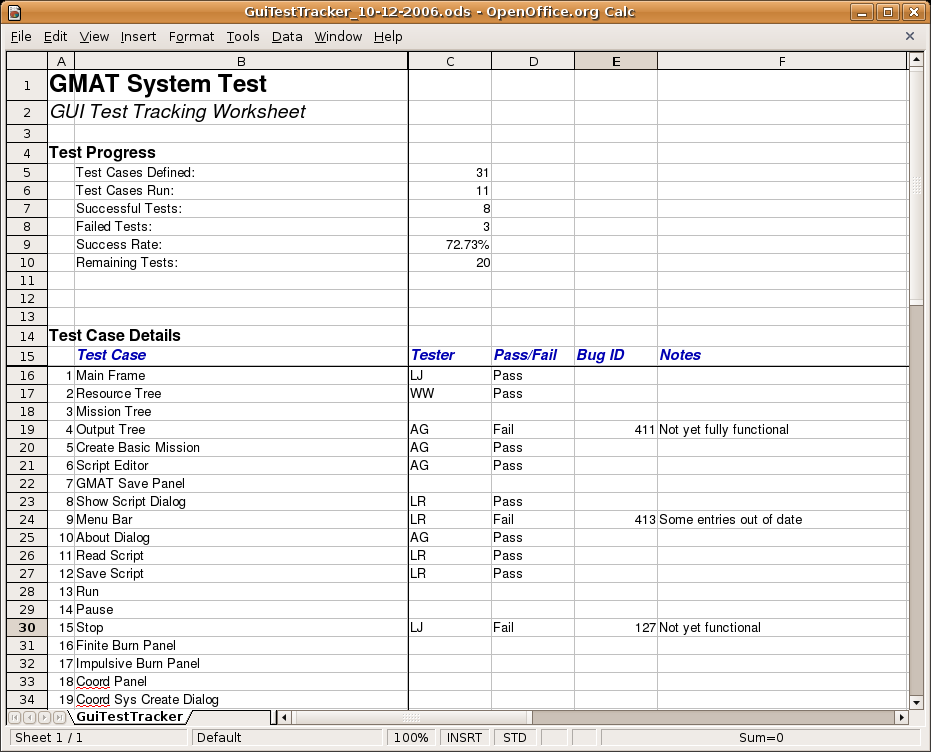 GuiTestTracker_10-12-2006.ods - OpenOffice.org Calc
File Edit View Insert Format Tools Data Window Help
A B C D E F
1 GMAT System Test
2 GUI Test Tracking Worksheet
3
4 Test Progress
5 Test Cases Defined: 31
6 Test Cases Run: 11
7 Successful Tests: 8
8 Failed Tests: 3
9 Success Rate: 72.73%
10 Remaining Tests: 20
11
12
13
14 Test Case Details
15 Test Case Tester Pass/Fail Bug ID Notes
16 1 Main Frame LJ Pass
17 2 Resource Tree WW Pass
18 3 Mission Tree
19 4 Output Tree AG Fail 411 Not yet fully functional
20 5 Create Basic Mission AG Pass
21 6 Script Editor AG Pass
22 7 GMAT Save Panel
23 8 Show Script Dialog LR Pass
24 9 Menu Bar LR Fail 413 Some entries out of date
25 10 About Dialog AG Pass
26 11 Read Script LR Pass
27 12 Save Script LR Pass
28 13 Run
29 14 Pause
30 15 Stop LJ Fail 127 Not yet functional
31 16 Finite Burn Panel
32 17 Impulsive Burn Panel
33 18 Coord Panel
34 19 Coord Sys Create Dialog
GuiTestTracker
Sheet 1 / 1 Default 100% INSRT STD Sum=0